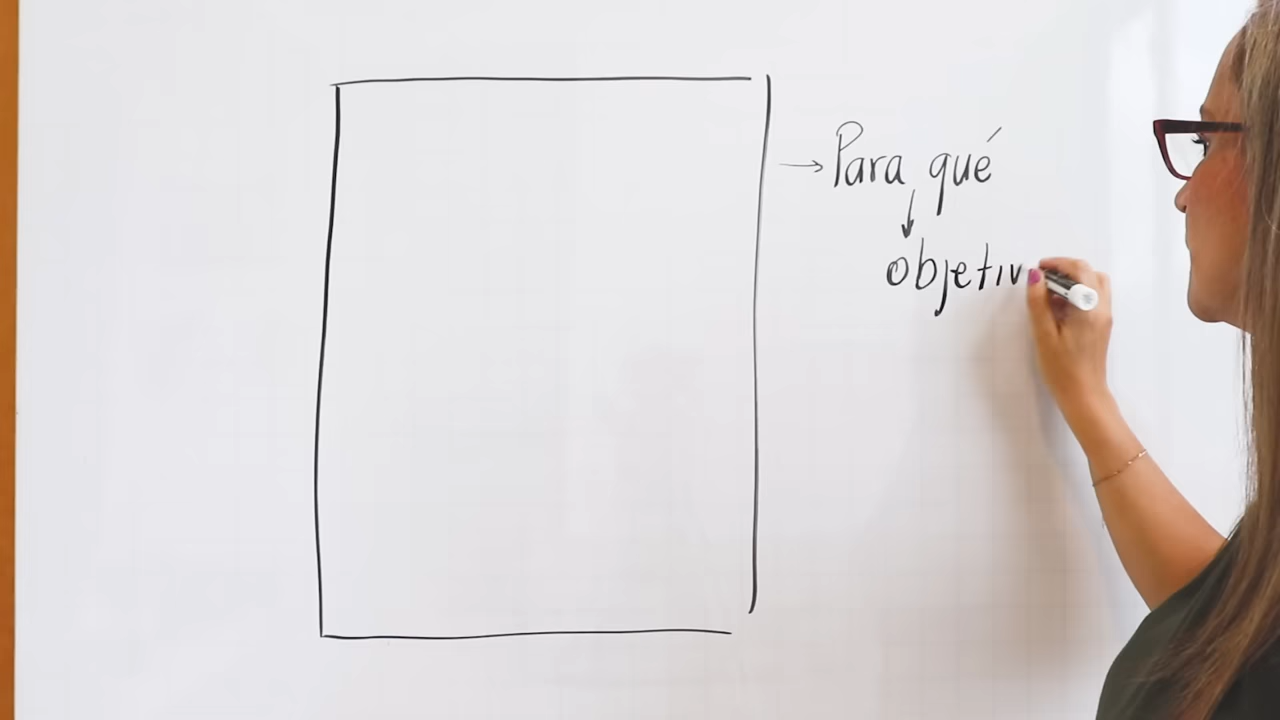 →Para qué
↓
objetiv